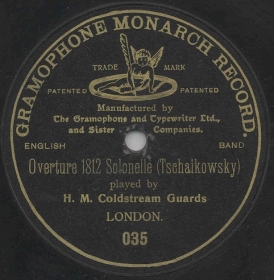 GRAMOPHONE MONARCH RECORD.
TRADE MARK
PATENTED PATENTED
Manufactured by
The Gramophone and Typewriter Ltd.,
and Sister Companies.
ENGLISH BAND
Overture 1812 Solonelle (Tschaikowsky)
played by
H. M. Coldstream Guards
LONDON.
035